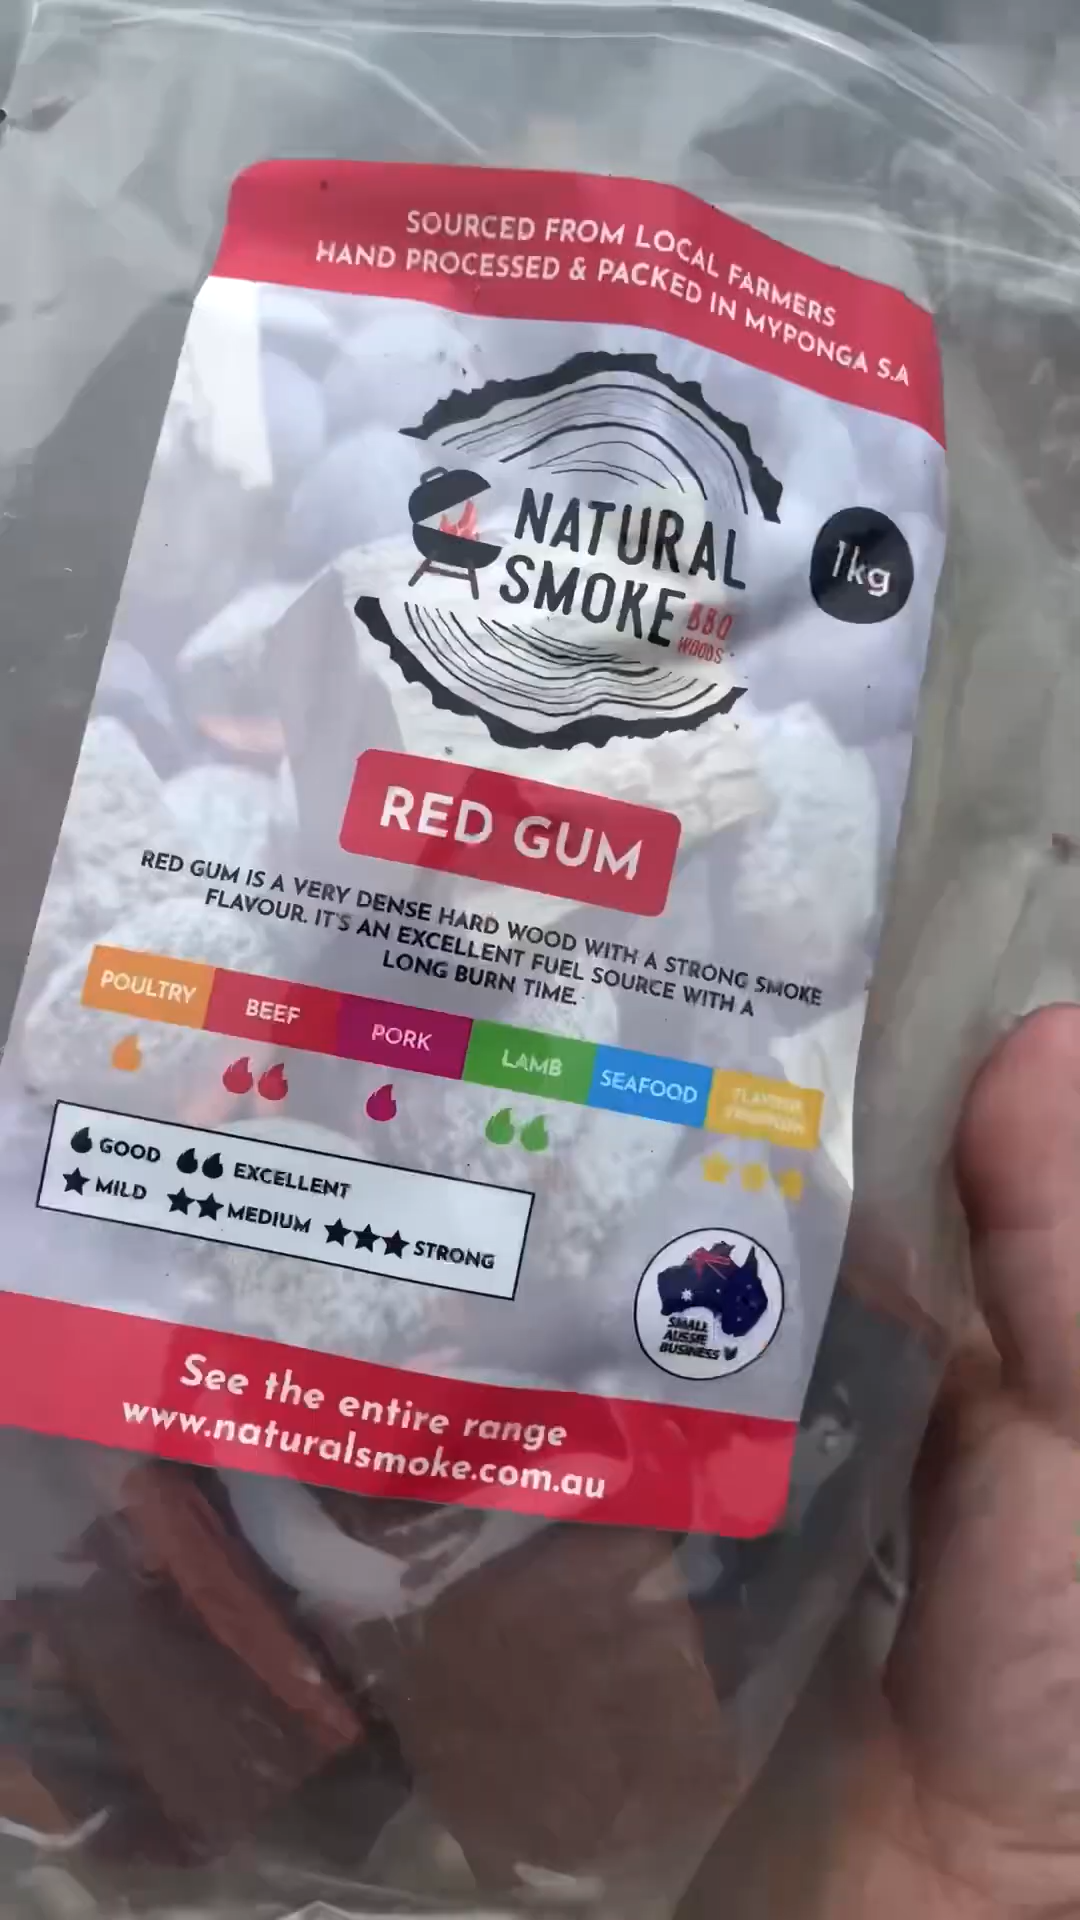 SOURCED FROM LOCAL FARMERS
HAND PROCESSED & PACKED IN MYPONGA S.A
NATURAL
SMOKE BBQ
WOODS
1kg
RED GUM
RED GUM IS A VERY DENSE HARD WOOD WITH A STRONG SMOKE
FLAVOUR. IT'S AN EXCELLENT FUEL SOURCE WITH A
LONG BURN TIME.
POULTRY BEEF PORK LAMB SEAFOOD FLAVOUR
GOOD EXCELLENT
MILD MEDIUM STRONG
SMALL
AUSSIE
BUSINESS
See the entire range
www.naturalsmoke.com.au